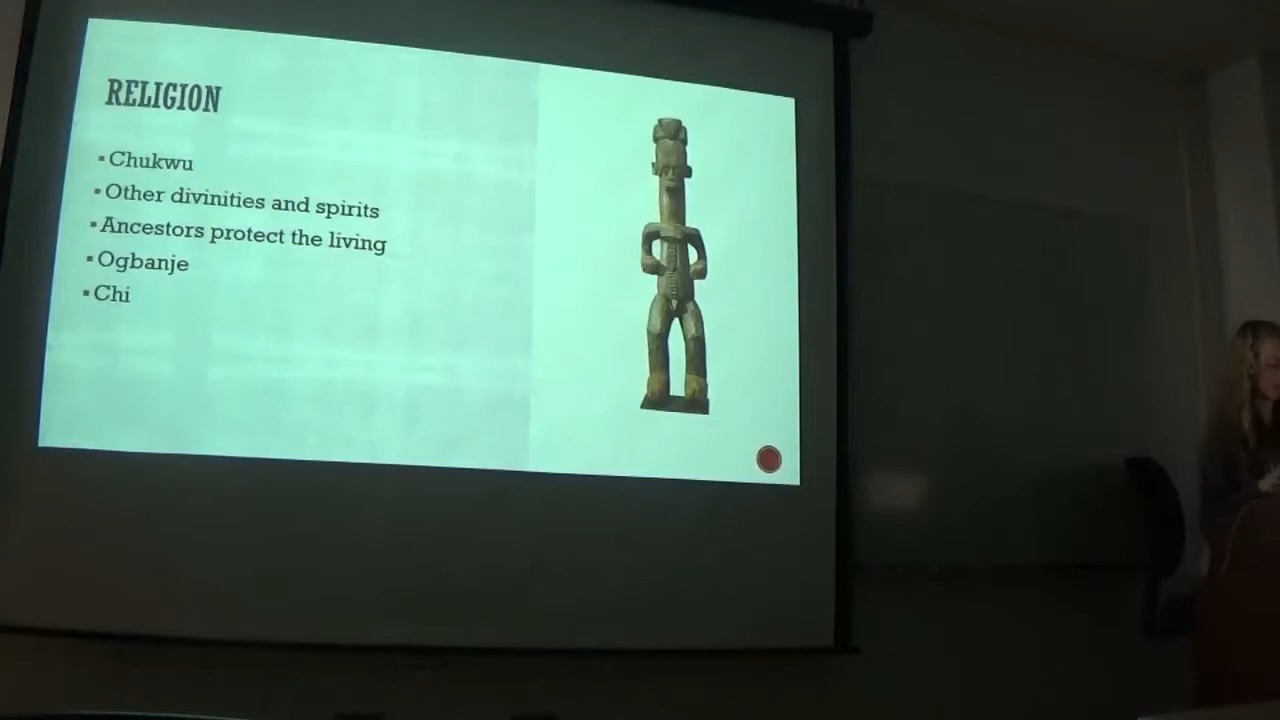 RELIGION
▪ Chukwu
▪ Other divinities and spirits
▪ Ancestors protect the living
▪ Ogbanje
▪ Chi